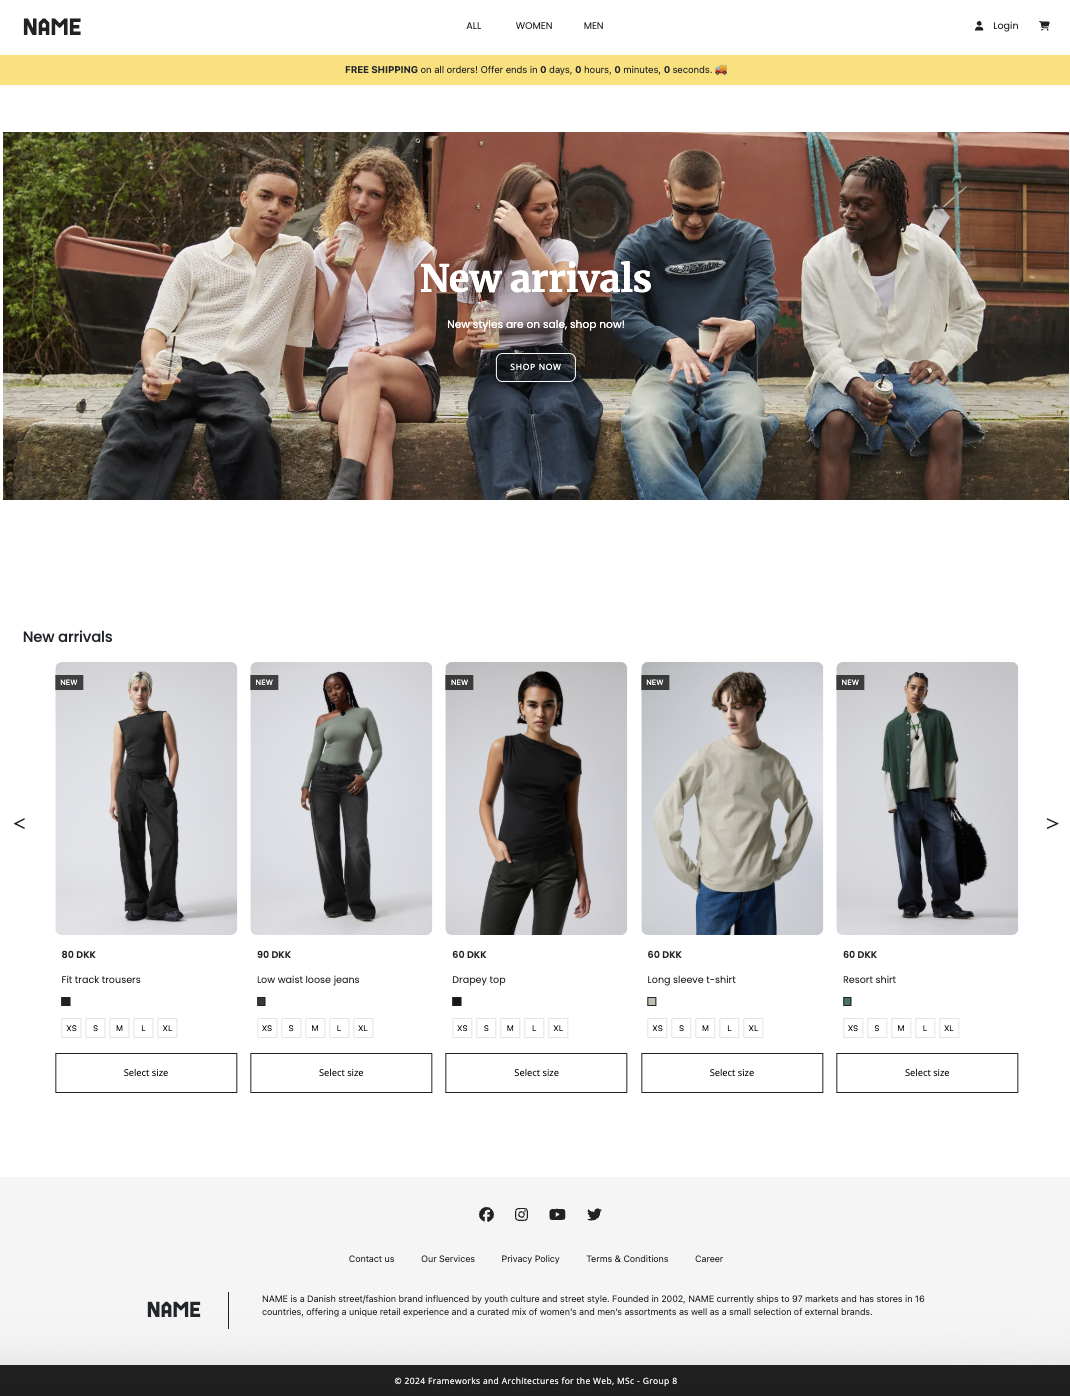 NAME
ALL WOMEN MEN
Login
FREE SHIPPING on all orders! Offer ends in 0 days, 0 hours, 0 minutes, 0 seconds. 🚚
New arrivals
New styles are on sale, shop now!
SHOP NOW
New arrivals
NEW NEW NEW NEW NEW
< >
80 DKK 90 DKK 60 DKK 60 DKK 60 DKK
Fit track trousers Low waist loose jeans Drapey top Long sleeve t-shirt Resort shirt
XS S M L XL XS S M L XL XS S M L XL XS S M L XL XS S M L XL
Select size Select size Select size Select size Select size
Contact us Our Services Privacy Policy Terms & Conditions Career
NAME
NAME is a Danish street/fashion brand influenced by youth culture and street style. Founded in 2002, NAME currently ships to 97 markets and has stores in 16
countries, offering a unique retail experience and a curated mix of women's and men's assortments as well as a small selection of external brands.
© 2024 Frameworks and Architectures for the Web, MSc - Group 8